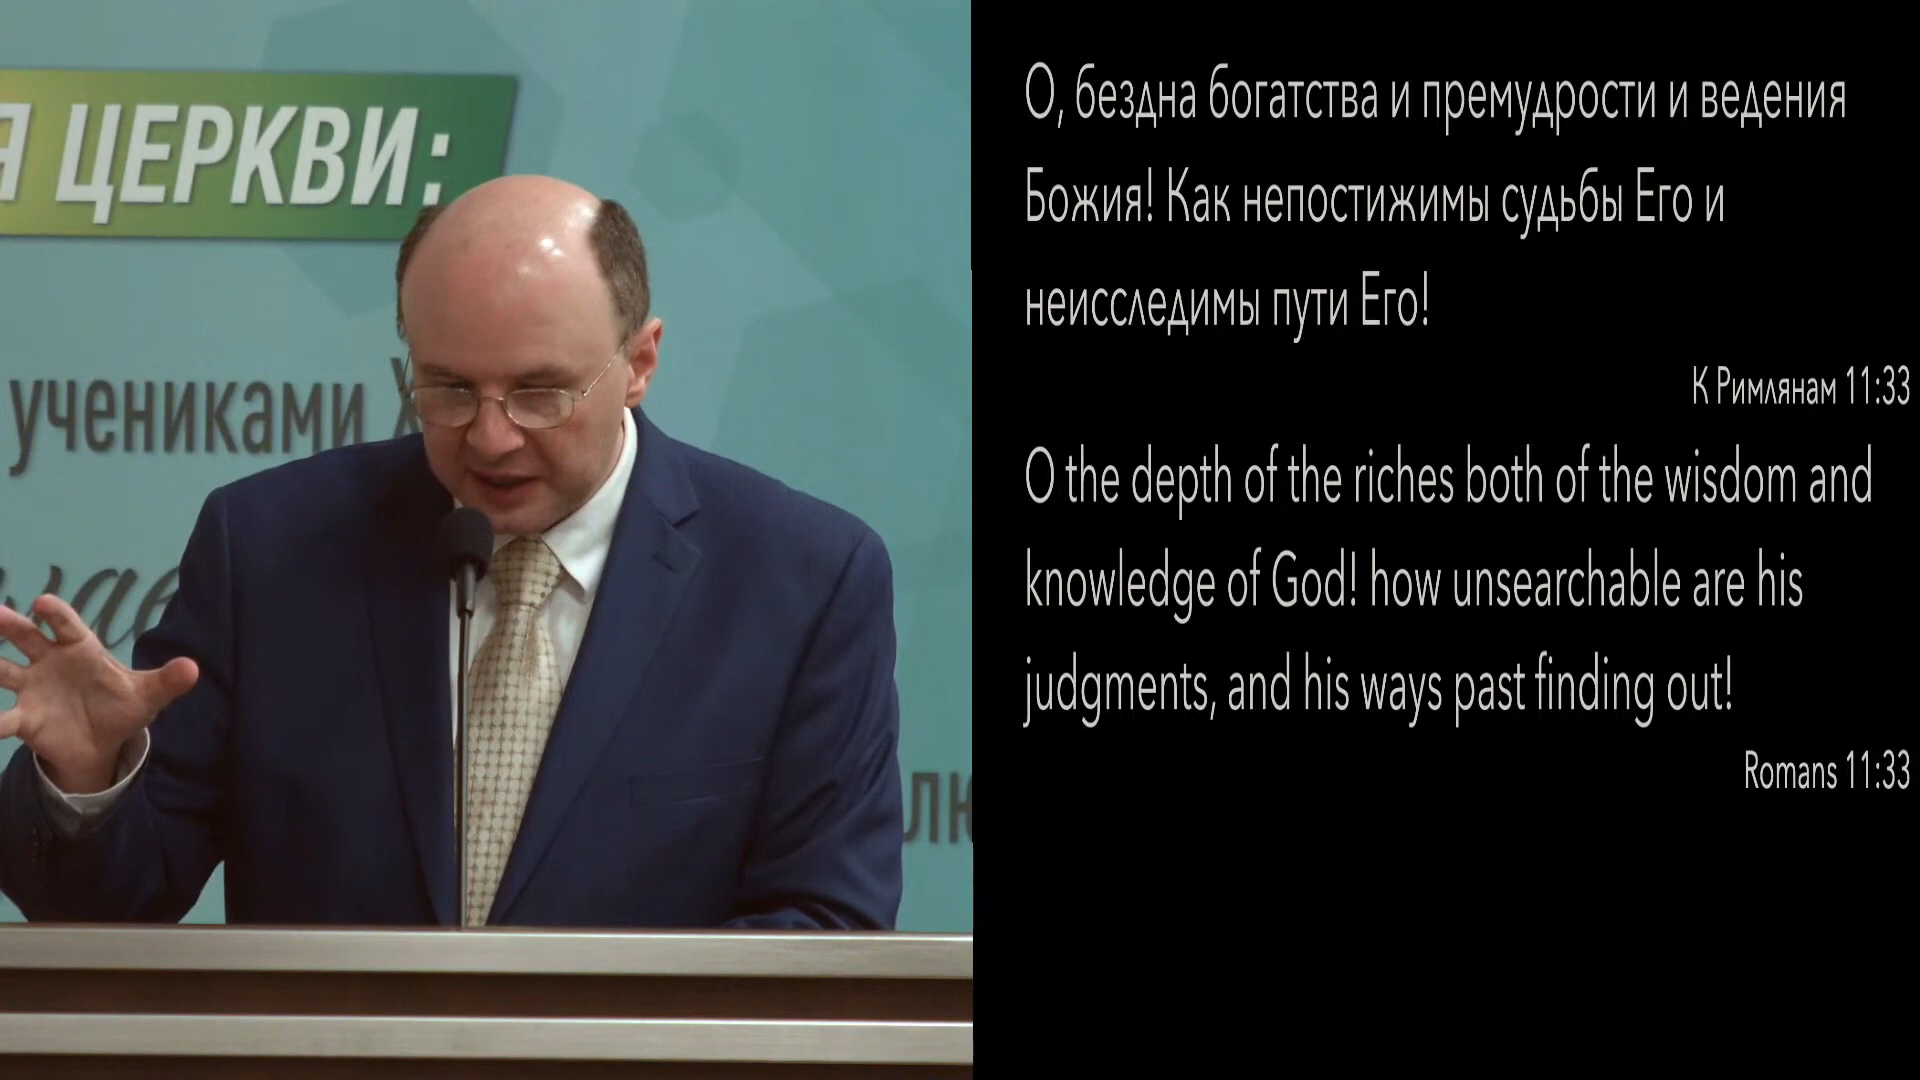 Я ЦЕРКВИ:
учениками Х
О, бездна богатства и премудрости и ведения
Божия! Как непостижимы судьбы Его и
неисследимы пути Его!
К Римлянам 11:33
O the depth of the riches both of the wisdom and
knowledge of God! how unsearchable are his
judgments, and his ways past finding out!
Romans 11:33